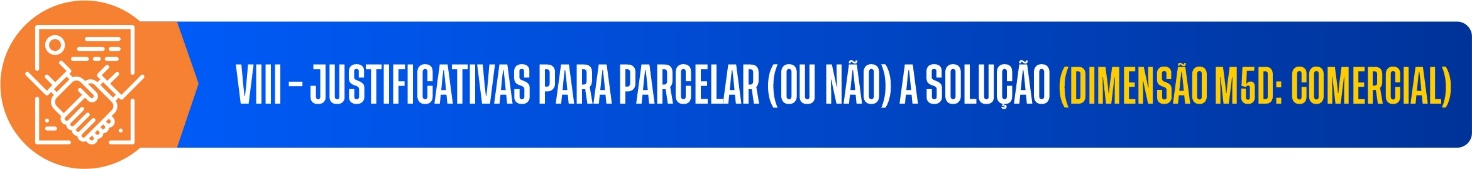 VIII – JUSTIFICATIVAS PARA PARCELAR (OU NÃO) A SOLUÇÃO (DIMENSÃO M5D: COMERCIAL)